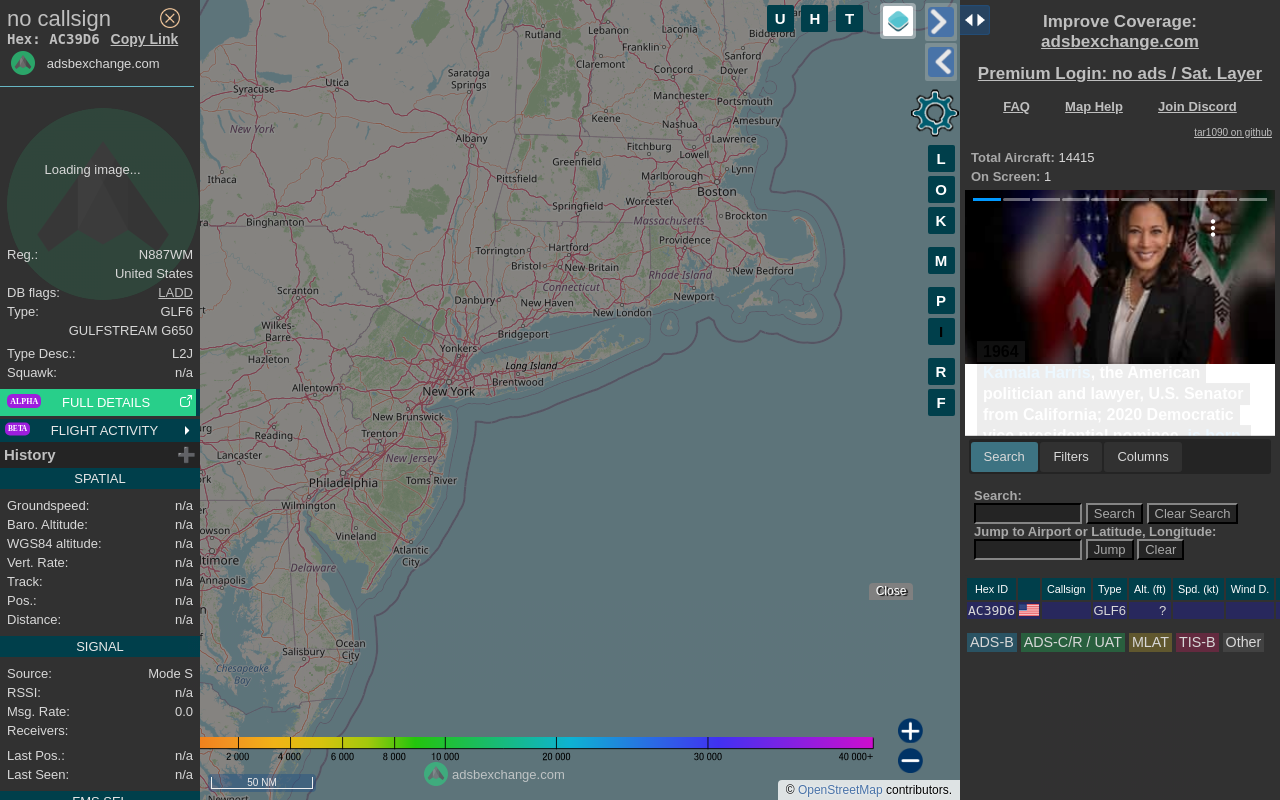 no callsign
Hex: AC39D6 Copy Link
adsbexchange.com
Loading image...
Reg.: N887WM
United States
DB flags: LADD
Type: GLF6
GULFSTREAM G650
Type Desc.: L2J
Squawk: n/a
ALPHA FULL DETAILS
BETA FLIGHT ACTIVITY
History
SPATIAL
Groundspeed: n/a
Baro. Altitude: n/a
WGS84 altitude: n/a
Vert. Rate: n/a
Track: n/a
Pos.: n/a
Distance: n/a
SIGNAL
Source: Mode S
RSSI: n/a
Msg. Rate: 0.0
Receivers:
Last Pos.: n/a
Last Seen: n/a
FMS SEL
U H T
L
O
K
M
P
I
R
F
Rutland
Lebanon
Laconia
Biddeford
Franklin
Sanford
Claremont
Concord
Dover
Utica
Saratoga
Springs
Syracuse
Manchester
Portsmouth
Keene
Nashua
Amesbury
New York
Albany
Fitchburg
Lawrence
Greenfield
Lowell
Ithaca
Pittsfield
Marlborough
Lynn
Worcester
Boston
Springfield
Massachusetts
Brockton
Binghamton
Torrington
Hartford
Providence
Bristol
New Britain
Rhode Island
New Bedford
Connecticut
Scranton
Danbury
New Haven
Newport
New London
Wilkes-
Barre
Bridgeport
Yonkers
Hazleton
Long Island
Allentown
New York
Brentwood
New Brunswick
Reading
Trenton
Lancaster
New Jersey
Philadelphia
Toms River
Wilmington
Vineland
Atlantic
City
Annapolis
Delaware
Close
Ocean
City
Salisbury
Chesapeake
Bay
Newport
2 000 4 000 6 000 8 000 10 000 20 000 30 000 40 000+
50 NM
adsbexchange.com
© OpenStreetMap contributors.
Improve Coverage:
adsbexchange.com
Premium Login: no ads / Sat. Layer
FAQ Map Help Join Discord
tar1090 on github
Total Aircraft: 14415
On Screen: 1
1964
Kamala Harris, the American
politician and lawyer, U.S. Senator
from California; 2020 Democratic
vice presidential nominee, is born
Search Filters Columns
Search:
Search Clear Search
Jump to Airport or Latitude, Longitude:
Jump Clear
Hex ID Callsign Type Alt. (ft) Spd. (kt) Wind D.
AC39D6 GLF6 ?
ADS-B ADS-C/R / UAT MLAT TIS-B Other